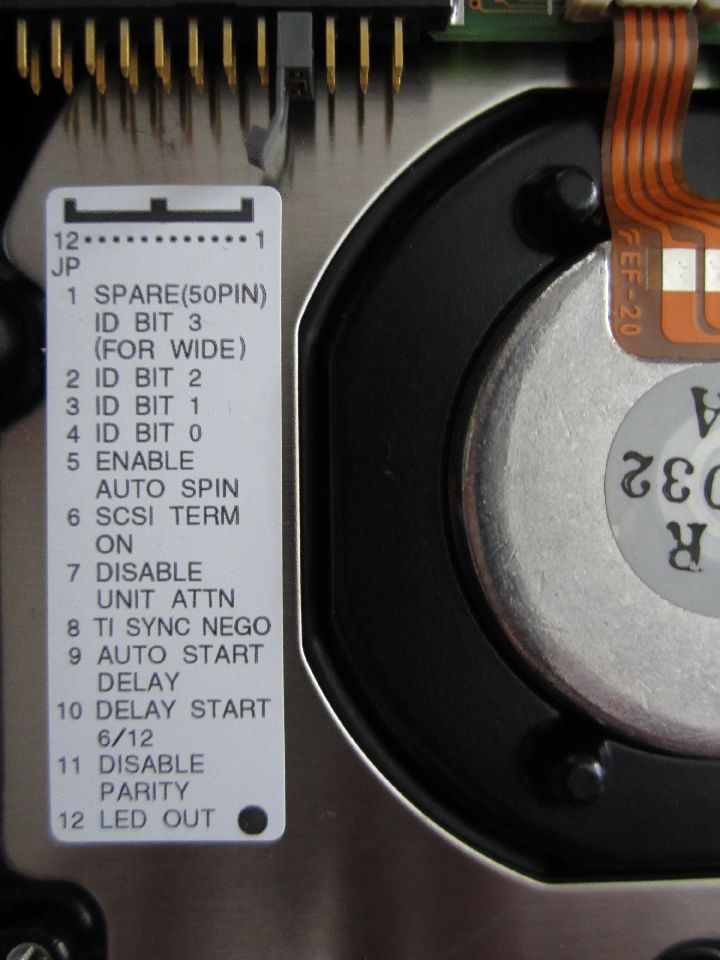 12 1
JP
1 SPARE(50PIN)
ID BIT 3
(FOR WIDE)
2 ID BIT 2
3 ID BIT 1
4 ID BIT 0
5 ENABLE
AUTO SPIN
6 SCSI TERM
ON
7 DISABLE
UNIT ATTN
8 TI SYNC NEGO
9 AUTO START
DELAY
10 DELAY START
6/12
11 DISABLE
PARITY
12 LED OUT
FEF-20
A
032
R